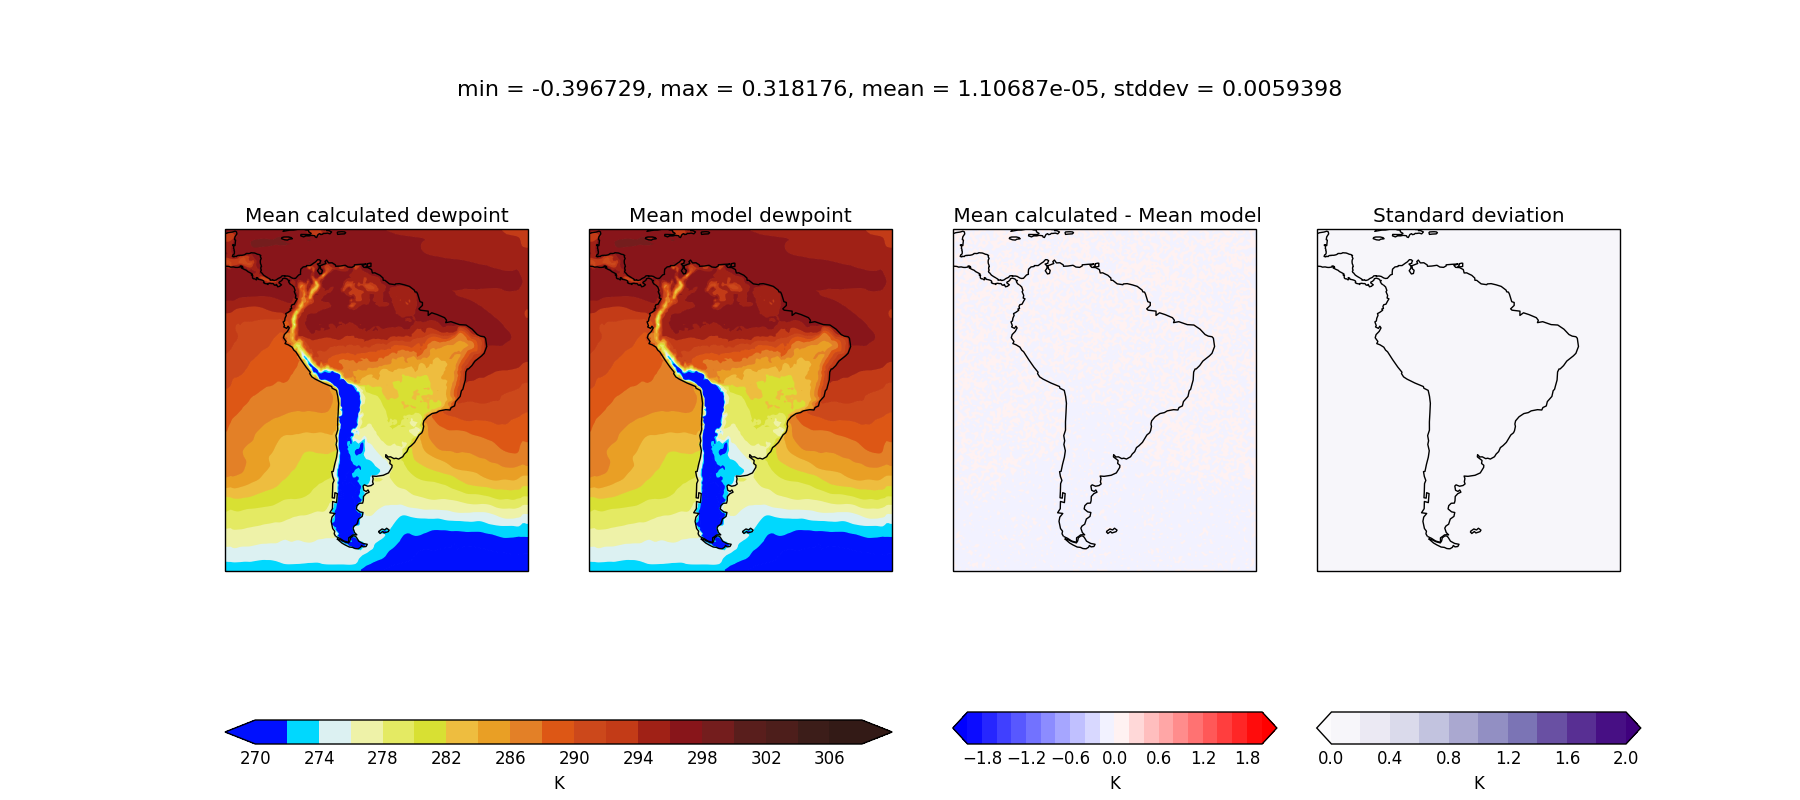 min = -0.396729, max = 0.318176, mean = 1.10687e-05, stddev = 0.0059398
Mean calculated dewpoint
Mean model dewpoint
Mean calculated - Mean model
Standard deviation
270 274 278 282 286 290 294 298 302 306
K
−1.8 −1.2 −0.6 0.0 0.6 1.2 1.8
K
0.0 0.4 0.8 1.2 1.6 2.0
K